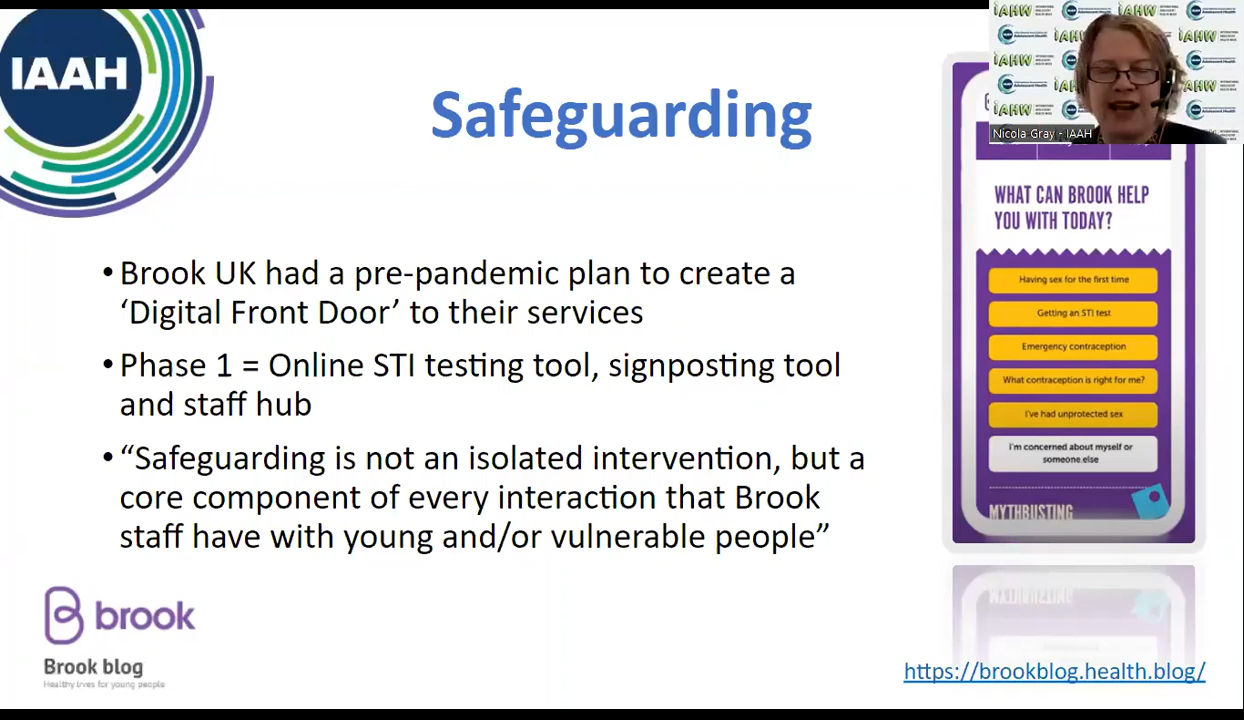 IAAH
Safeguarding
• Brook UK had a pre-pandemic plan to create a
‘Digital Front Door’ to their services
• Phase 1 = Online STI testing tool, signposting tool
and staff hub
• “Safeguarding is not an isolated intervention, but a
core component of every interaction that Brook
staff have with young and/or vulnerable people”
brook
Brook blog
Healthy lives for young people
iAHW
Nicola Gray - IAAH
WHAT CAN BROOK HELP
YOU WITH TODAY?
Having sex for the first time
Getting an STI test
Emergency contraception
What contraception is right for me?
I've had unprotected sex
I'm concerned about myself or
someone else
MYTHBUSTING
https://brookblog.health.blog/